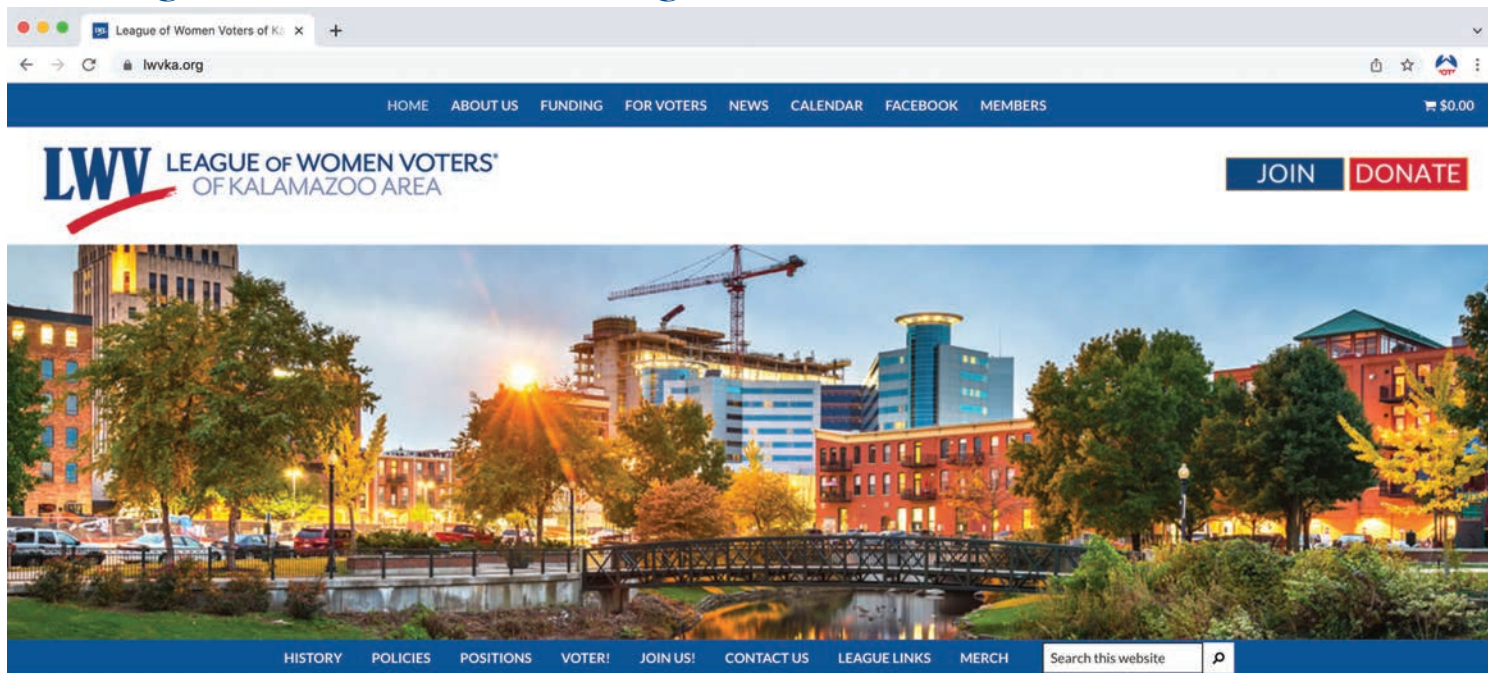 League of Women Voters of Ka
lwvka.org
HOME ABOUT US FUNDING FOR VOTERS NEWS CALENDAR FACEBOOK MEMBERS $0.00
LWV LEAGUE OF WOMEN VOTERS®
OF KALAMAZOO AREA
JOIN DONATE
HISTORY POLICIES POSITIONS VOTER! JOIN US! CONTACT US LEAGUE LINKS MERCH Search this website